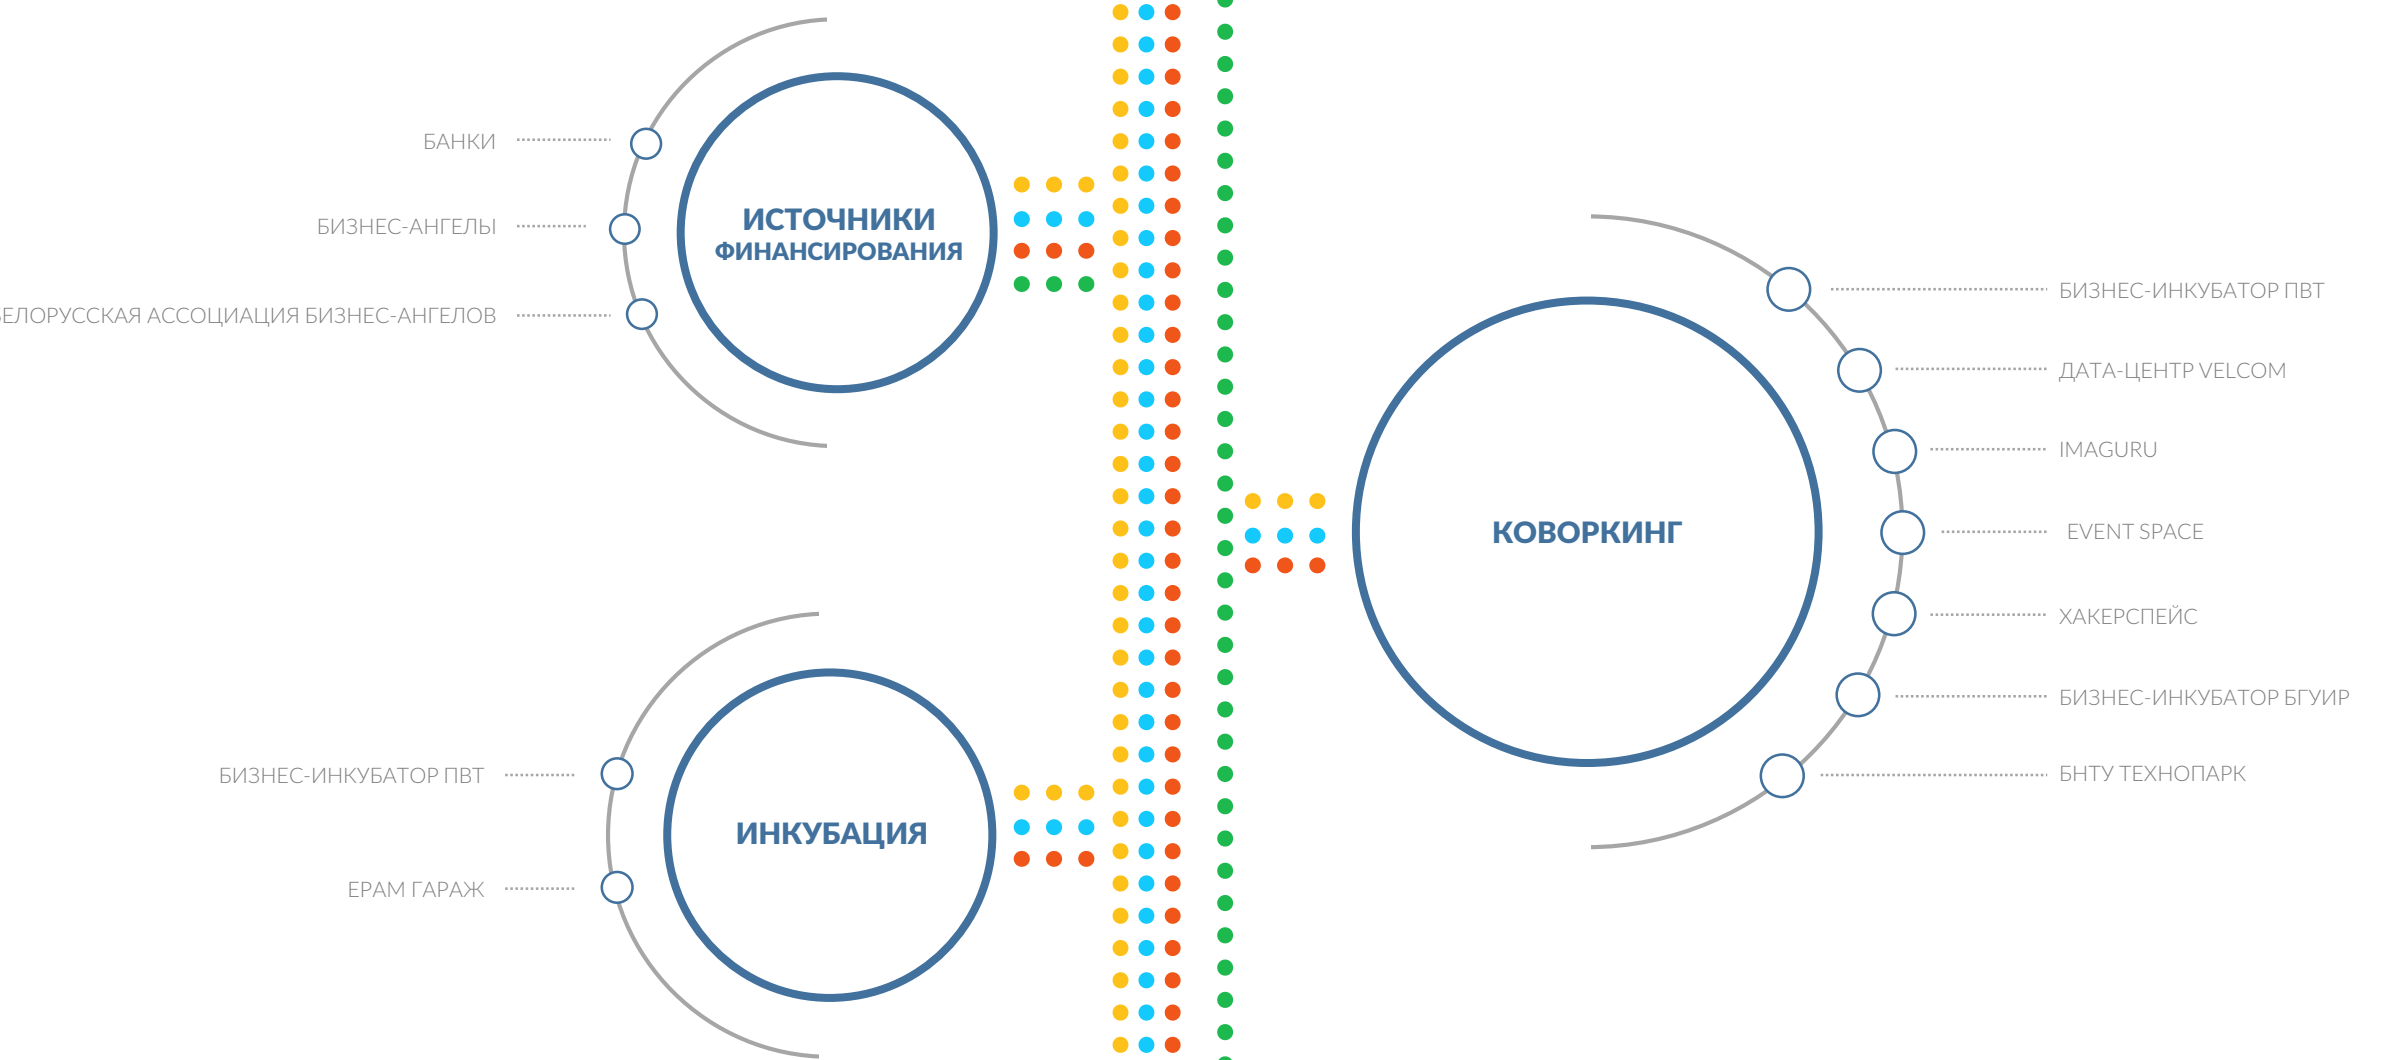 БАНКИ
БИЗНЕС-АНГЕЛЫ
БЕЛОРУССКАЯ АССОЦИАЦИЯ БИЗНЕС-АНГЕЛОВ
ИСТОЧНИКИ
ФИНАНСИРОВАНИЯ
БИЗНЕС-ИНКУБАТОР ПВТ
ЕРАМ ГАРАЖ
ИНКУБАЦИЯ
КОВОРКИНГ
БИЗНЕС-ИНКУБАТОР ПВТ
ДАТА-ЦЕНТР VELCOM
IMAGURU
EVENT SPACE
ХАКЕРСПЕЙС
БИЗНЕС-ИНКУБАТОР БГУИР
БНТУ ТЕХНОПАРК